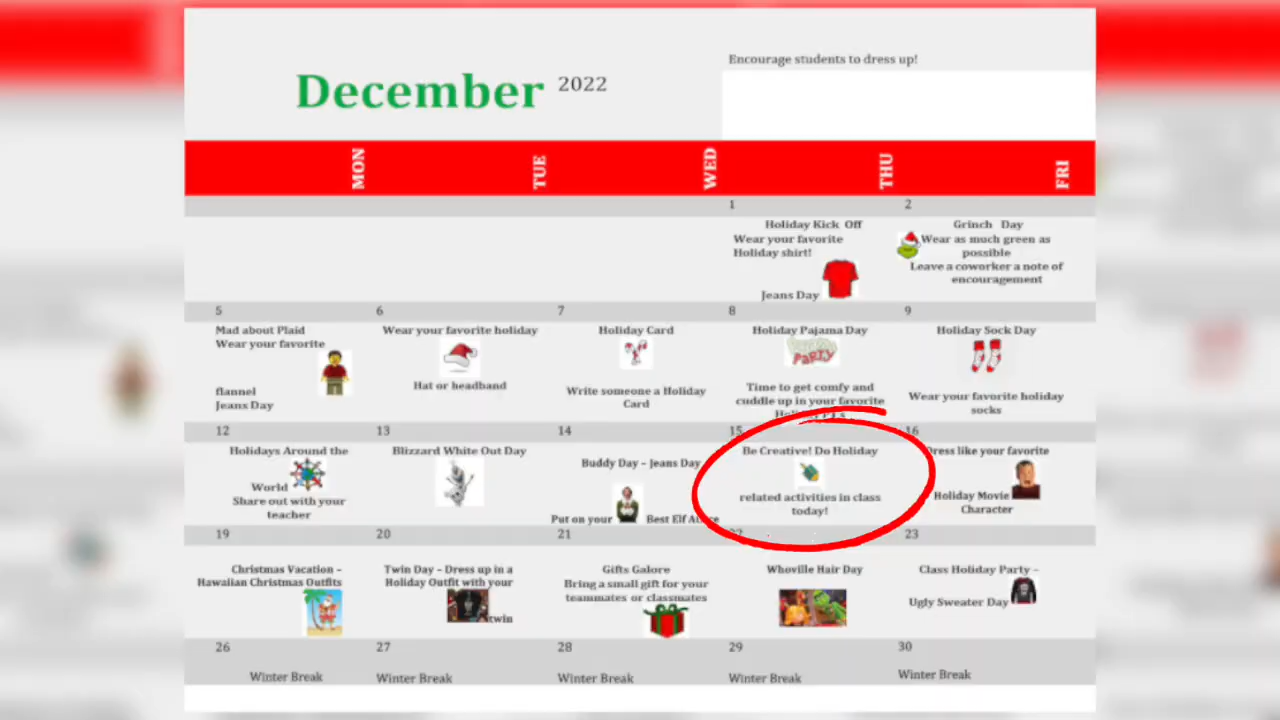 Encourage students to dress up!
December 2022
MON TUE WED THU FRI
1 2
Holiday Kick Off
Wear your favorite
Holiday shirt!
Jeans Day
Grinch Day
Wear as much green as
possible
Leave a coworker a note of
encouragement
5 6 7 8 9
Mad about Plaid
Wear your favorite
flannel
Jeans Day
Wear your favorite holiday
Hat or headband
Holiday Card
Write someone a Holiday
Card
Holiday Pajama Day
PARTY
Time to get comfy and
cuddle up in your favorite
Holiday Sock Day
Wear your favorite holiday
socks
12 13 14 15 16
Holidays Around the
World
Share out with your
teacher
Blizzard White Out Day
Buddy Day – Jeans Day
Put on your Best Elf Attire
Be Creative! Do Holiday
related activities in class
today!
Dress like your favorite
Holiday Movie
Character
19 20 21 22 23
Christmas Vacation –
Hawaiian Christmas Outfits
Twin Day – Dress up in a
Holiday Outfit with your
twin
Gifts Galore
Bring a small gift for your
teammates or classmates
Whoville Hair Day
Class Holiday Party –
Ugly Sweater Day
26 27 28 29 30
Winter Break Winter Break Winter Break Winter Break Winter Break